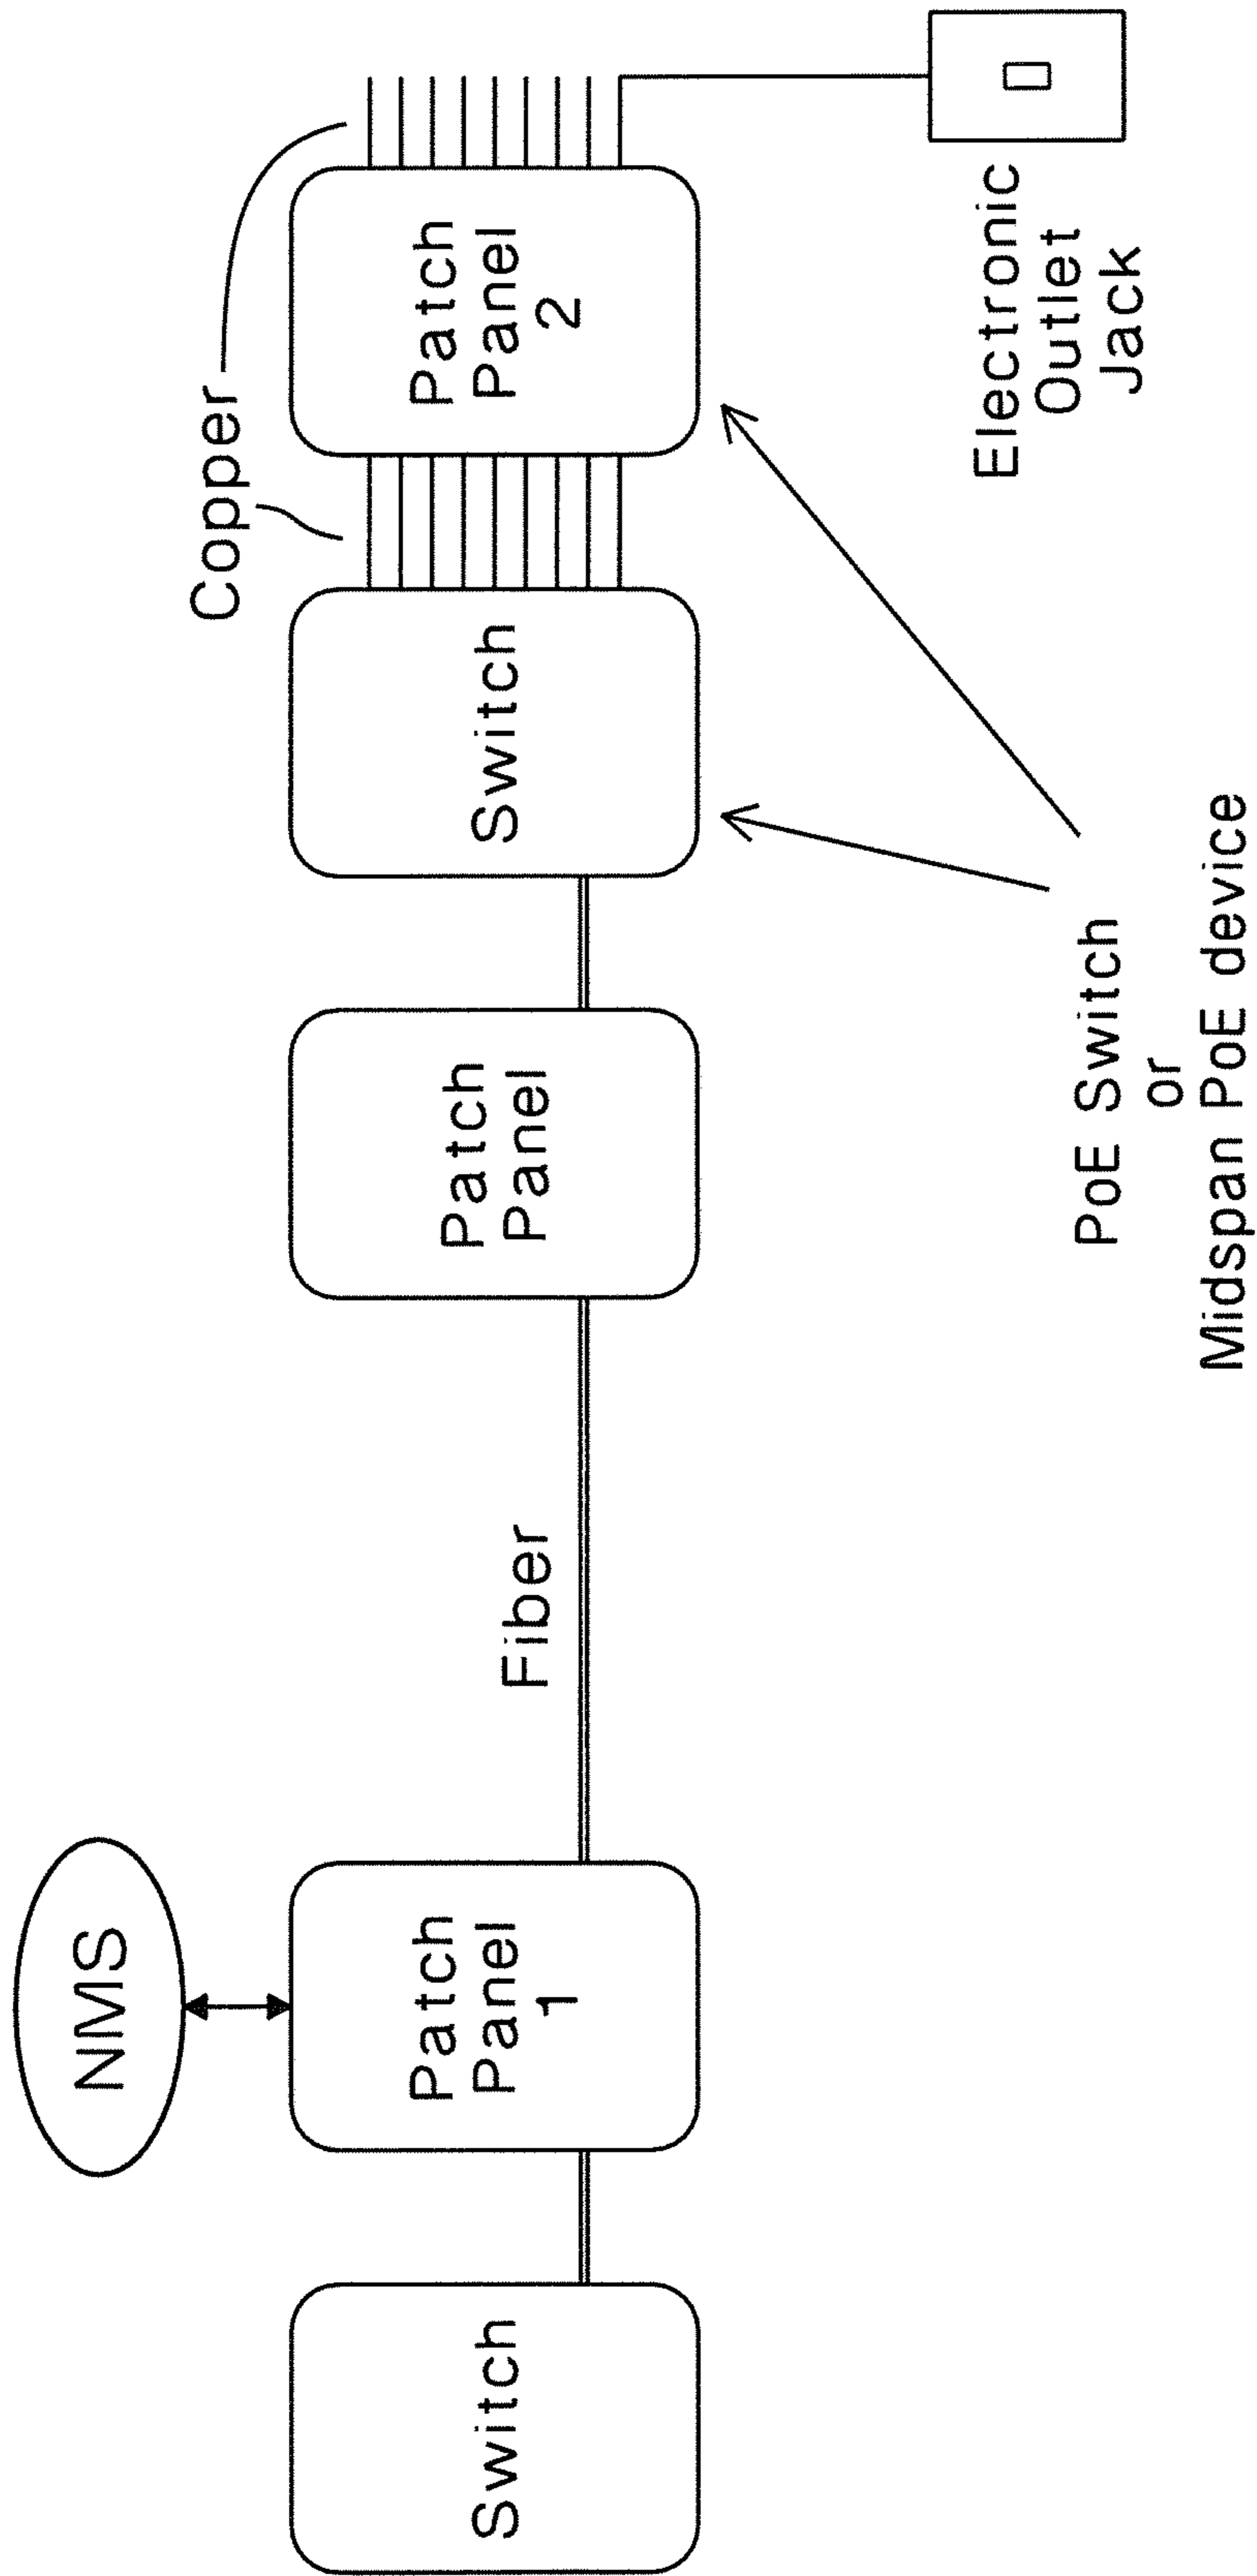 NMS
Switch
Patch
Panel
1
Fiber
Patch
Panel
Switch
Copper
Patch
Panel
2
PoE Switch
or
Midspan PoE device
Electronic
Outlet
Jack